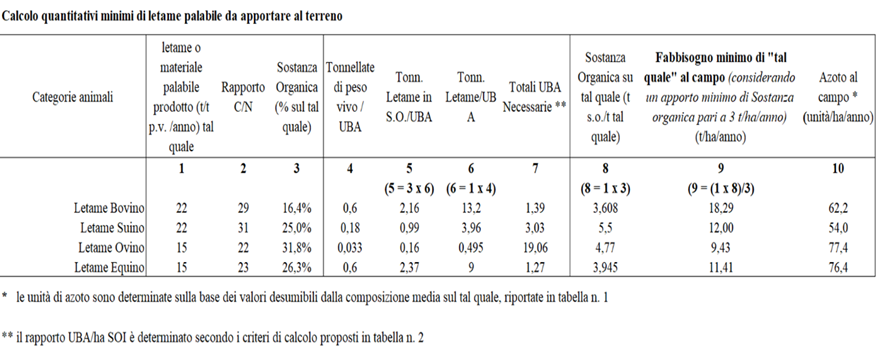 Calcolo quantitativi minimi di letame palabile da apportare al terreno
Categorie animali
letame o
materiale
palabile
prodotto (t/t
p.v. /anno) tal
quale
Rapporto
C/N
Sostanza
Organica
(% sul tal
quale)
Tonnellate
di peso
vivo /
UBA
Tonn.
Letame in
S.O./UBA
Tonn.
Letame/UB
A
Totali UBA
Necessarie **
Sostanza
Organica su
tal quale (t
s.o./t tal
quale)
Fabbisogno minimo di "tal
quale" al campo (considerando
un apporto minimo di Sostanza
organica pari a 3 t/ha/anno)
(t/ha/anno)
Azoto al
campo *
(unità/ha/anno)
1 2 3 4 5 6 7 8 9 10
(5 = 3 x 6) (6 = 1 x 4) (8 = 1 x 3) (9 = (1 x 8)/3)
Letame Bovino 22 29 16,4% 0,6 2,16 13,2 1,39 3,608 18,29 62,2
Letame Suino 22 31 25,0% 0,18 0,99 3,96 3,03 5,5 12,00 54,0
Letame Ovino 15 22 31,8% 0,033 0,16 0,495 19,06 4,77 9,43 77,4
Letame Equino 15 23 26,3% 0,6 2,37 9 1,27 3,945 11,41 76,4
* le unità di azoto sono determinate sulla base dei valori desumibili dalla composizione media sul tal quale, riportate in tabella n. 1
** il rapporto UBA/ha SOI è determinato secondo i criteri di calcolo proposti in tabella n. 2